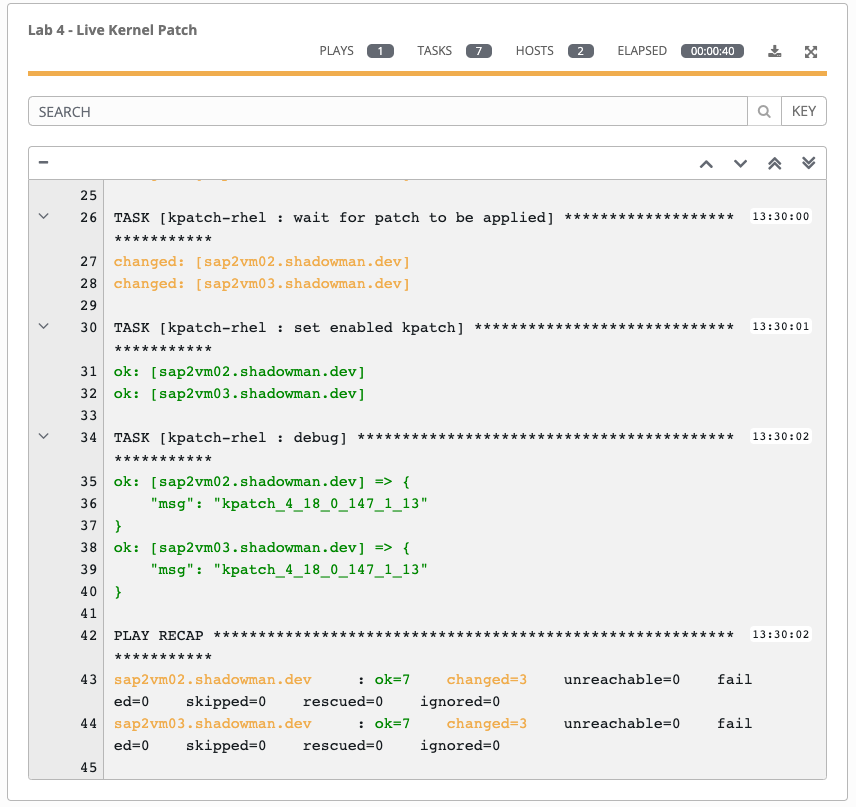 Lab 4 - Live Kernel Patch
PLAYS 1 TASKS 7 HOSTS 2 ELAPSED 00:00:40
SEARCH KEY
25
26 TASK [kpatch-rhel : wait for patch to be applied] ******************* 13:30:00
***********
27 changed: [sap2vm02.shadowman.dev]
28 changed: [sap2vm03.shadowman.dev]
29
30 TASK [kpatch-rhel : set enabled kpatch] ***************************** 13:30:01
***********
31 ok: [sap2vm02.shadowman.dev]
32 ok: [sap2vm03.shadowman.dev]
33
34 TASK [kpatch-rhel : debug] ****************************************** 13:30:02
***********
35 ok: [sap2vm02.shadowman.dev] => {
36     "msg": "kpatch_4_18_0_147_1_13"
37 }
38 ok: [sap2vm03.shadowman.dev] => {
39     "msg": "kpatch_4_18_0_147_1_13"
40 }
41
42 PLAY RECAP ********************************************************** 13:30:02
***********
43 sap2vm02.shadowman.dev     : ok=7    changed=3    unreachable=0    fail
ed=0    skipped=0    rescued=0    ignored=0
44 sap2vm03.shadowman.dev     : ok=7    changed=3    unreachable=0    fail
ed=0    skipped=0    rescued=0    ignored=0
45